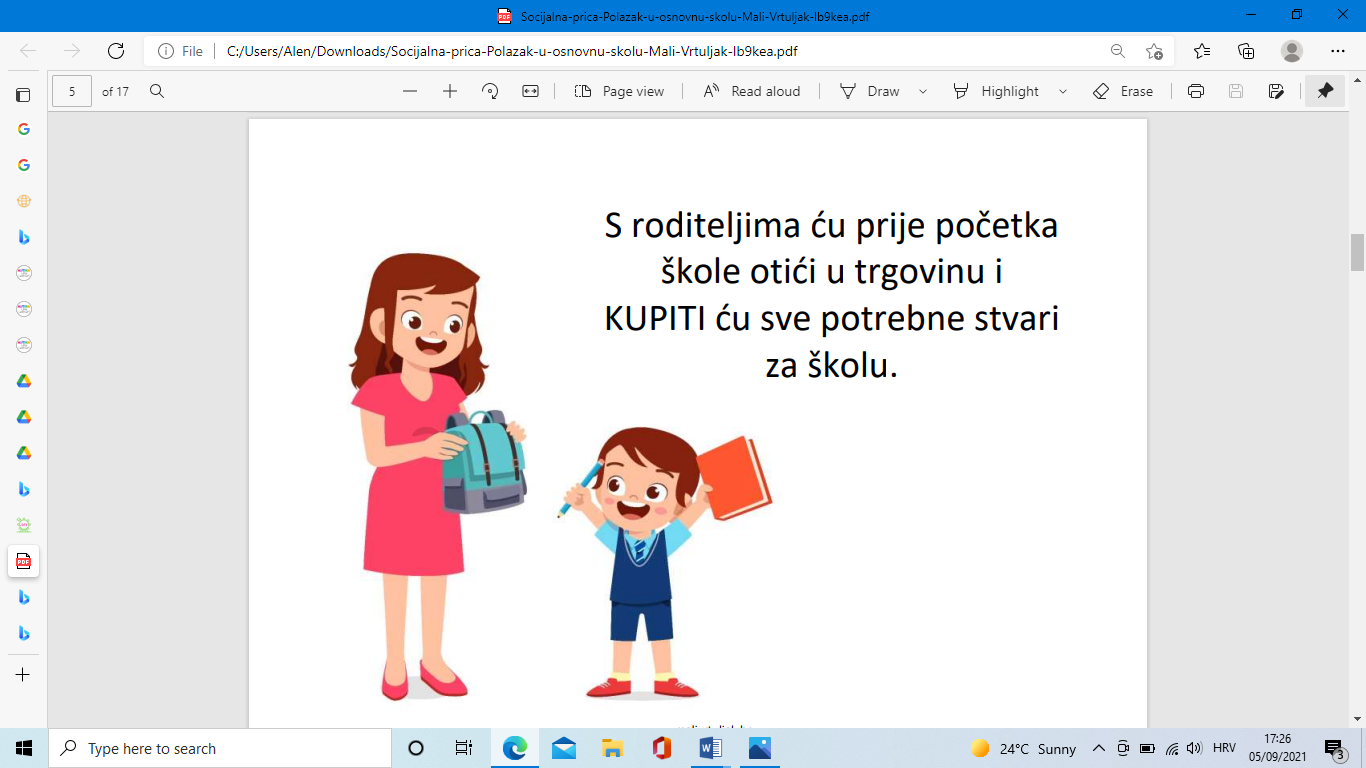 Socijalna-prica-Polazak-u-osnovnu-skolu-Mali-Vrtuljak-lb9kea.pdf
File C:/Users/Alen/Downloads/Socijalna-prica-Polazak-u-osnovnu-skolu-Mali-Vrtuljak-lb9kea.pdf
5 of 17 Page view Read aloud Draw Highlight Erase
S roditeljima ću prije početka
škole otići u trgovinu i
KUPITI ću sve potrebne stvari
za školu.
Type here to search
24°C Sunny
HRV
17:26
05/09/2021
3